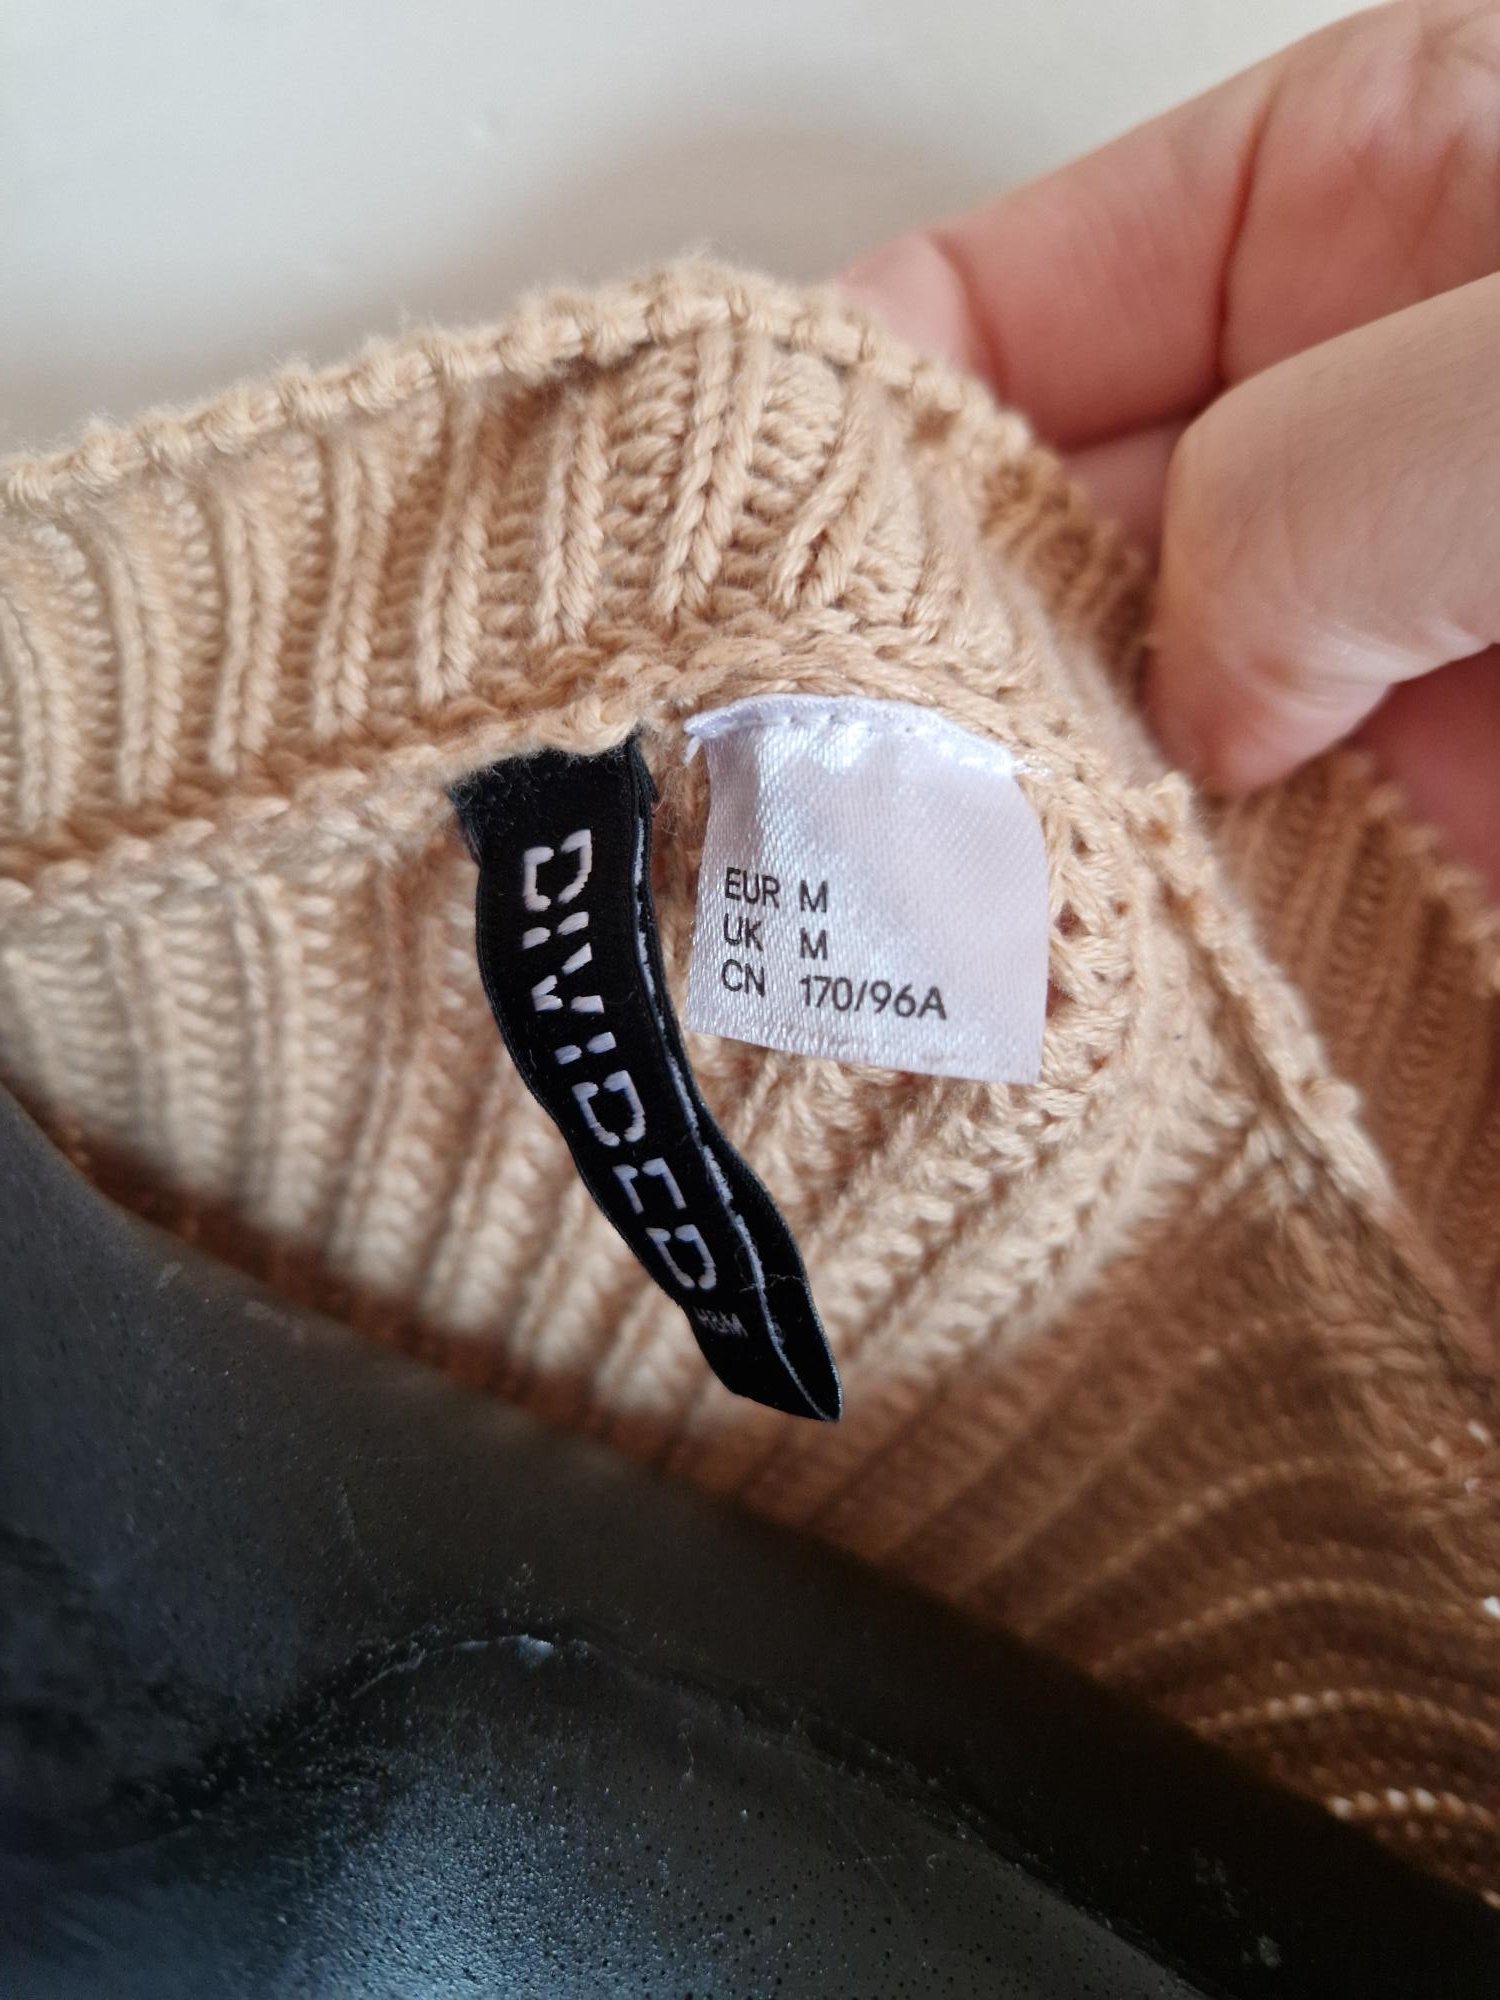 DIVIDED
H&M
EUR M
UK M
CN 170/96A